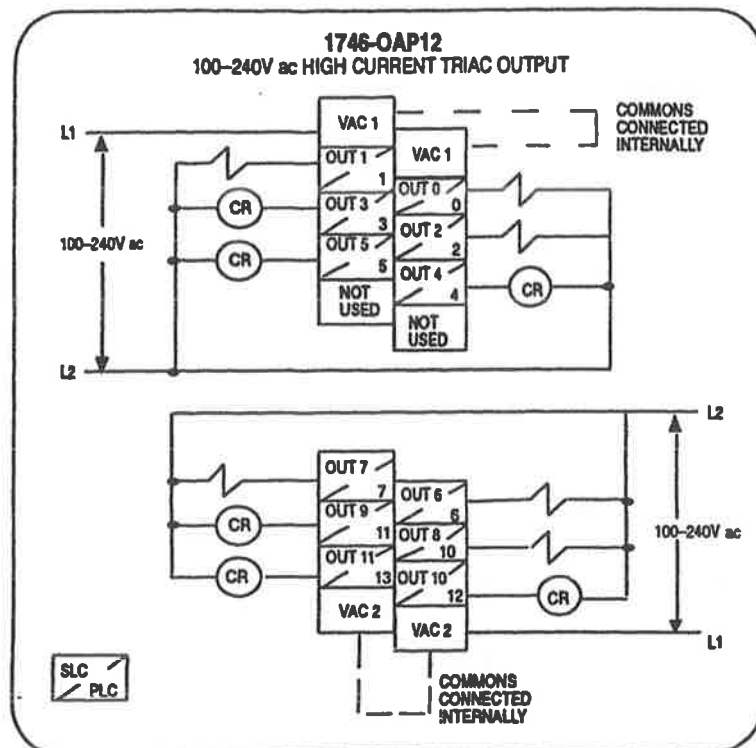 1746-OAP12
100-240V ac HIGH CURRENT TRIAC OUTPUT
L1
VAC 1
VAC 1
COMMONS
CONNECTED
INTERNALLY
OUT 1
1
OUT 0
0
CR
OUT 3
3
OUT 2
2
100-240V ac
CR
OUT 5
5
OUT 4
4
CR
NOT
USED
NOT
USED
L2
L2
OUT 7
7
OUT 6
6
CR
OUT 9
11
OUT 8
10
100-240V ac
CR
OUT 11
13
OUT 10
12
CR
VAC 2
VAC 2
L1
SLC
PLC
COMMONS
CONNECTED
INTERNALLY